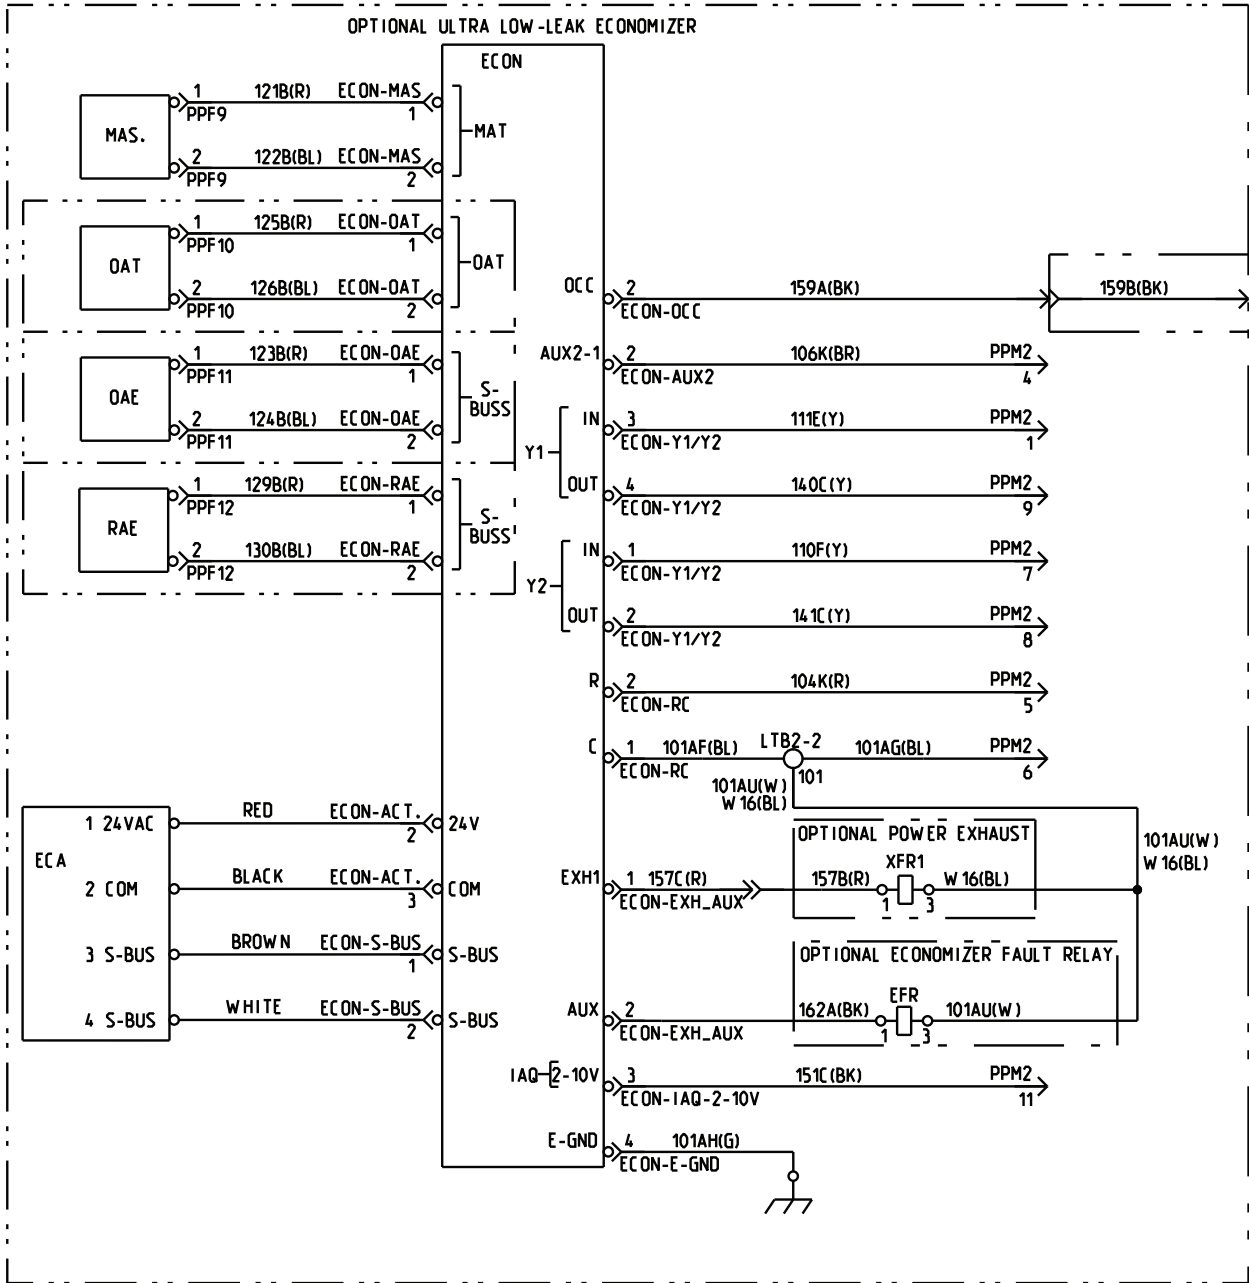 OPTIONAL ULTRA LOW-LEAK ECONOMIZER
ECON
MAS.
1 121B(R) ECON-MAS
PPF9 1
MAT
2 122B(BL) ECON-MAS
PPF9 2
OAT
1 125B(R) ECON-OAT
PPF10 1
OAT
2 126B(BL) ECON-OAT
PPF10 2
OAE
1 123B(R) ECON-OAE
PPF11 1
S-
BUSS
2 124B(BL) ECON-OAE
PPF11 2
RAE
1 129B(R) ECON-RAE
PPF12 1
S-
BUSS
2 130B(BL) ECON-RAE
PPF12 2
OCC 2 159A(BK) 159B(BK)
ECON-OCC
AUX2-1 2 106K(BR) PPM2
ECON-AUX2 4
Y1
IN 3 111E(Y) PPM2
ECON-Y1/Y2 1
OUT 4 140C(Y) PPM2
ECON-Y1/Y2 9
Y2
IN 1 110F(Y) PPM2
ECON-Y1/Y2 7
OUT 2 141C(Y) PPM2
ECON-Y1/Y2 8
R 2 104K(R) PPM2
ECON-RC 5
C 1 101AF(BL) LTB2-2 101AG(BL) PPM2
ECON-RC 101 6
101AU(W)
W16(BL)
ECA
1 24VAC RED ECON-ACT. 24V
2
2 COM BLACK ECON-ACT. COM
3
3 S-BUS BROWN ECON-S-BUS S-BUS
1
4 S-BUS WHITE ECON-S-BUS S-BUS
2
OPTIONAL POWER EXHAUST
101AU(W)
W16(BL)
XFR1
EXH1 1 157C(R) 157B(R) W16(BL)
ECON-EXH_AUX 1 3
OPTIONAL ECONOMIZER FAULT RELAY
EFR
AUX 2 162A(BK) 101AU(W)
ECON-EXH_AUX 1 3
IAQ 2-10V 3 151C(BK) PPM2
ECON-IAQ-2-10V 11
E-GND 4 101AH(G)
ECON-E-GND